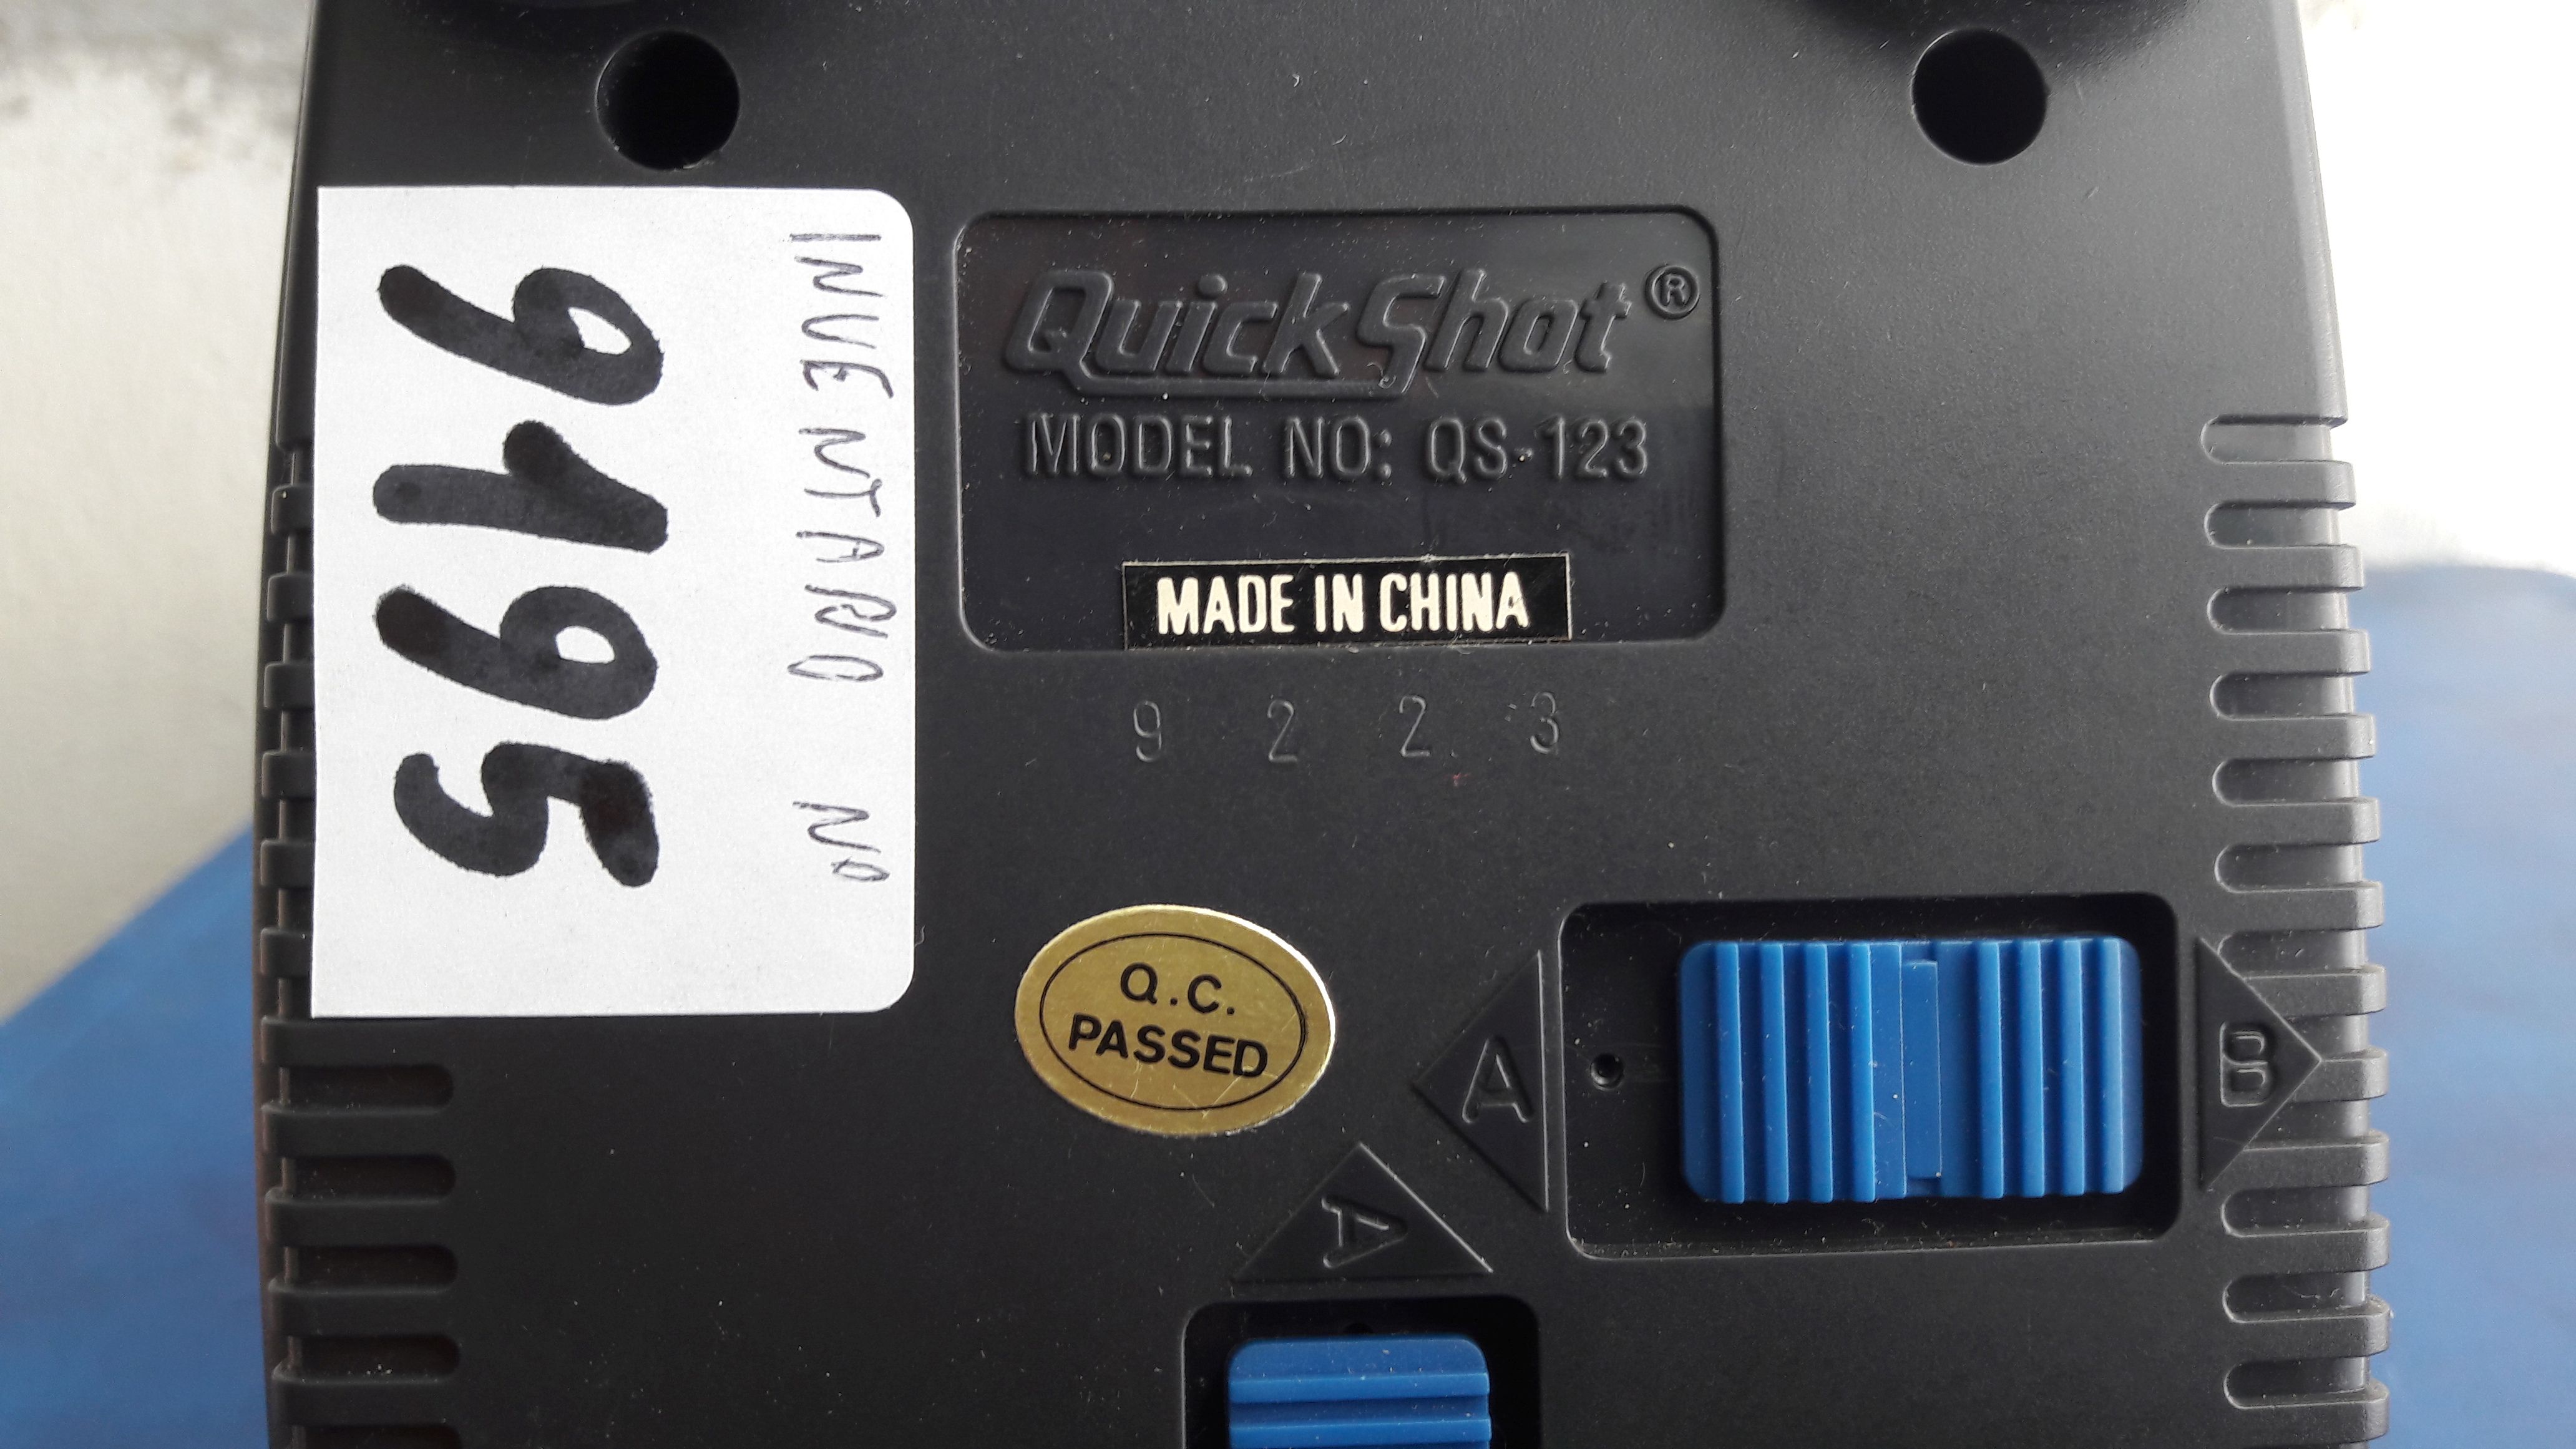 INVENTARIO Nº
9195
QuickShot®
MODEL NO: QS-123
MADE IN CHINA
9 2 2 3
Q.C.
PASSED
A
B
A